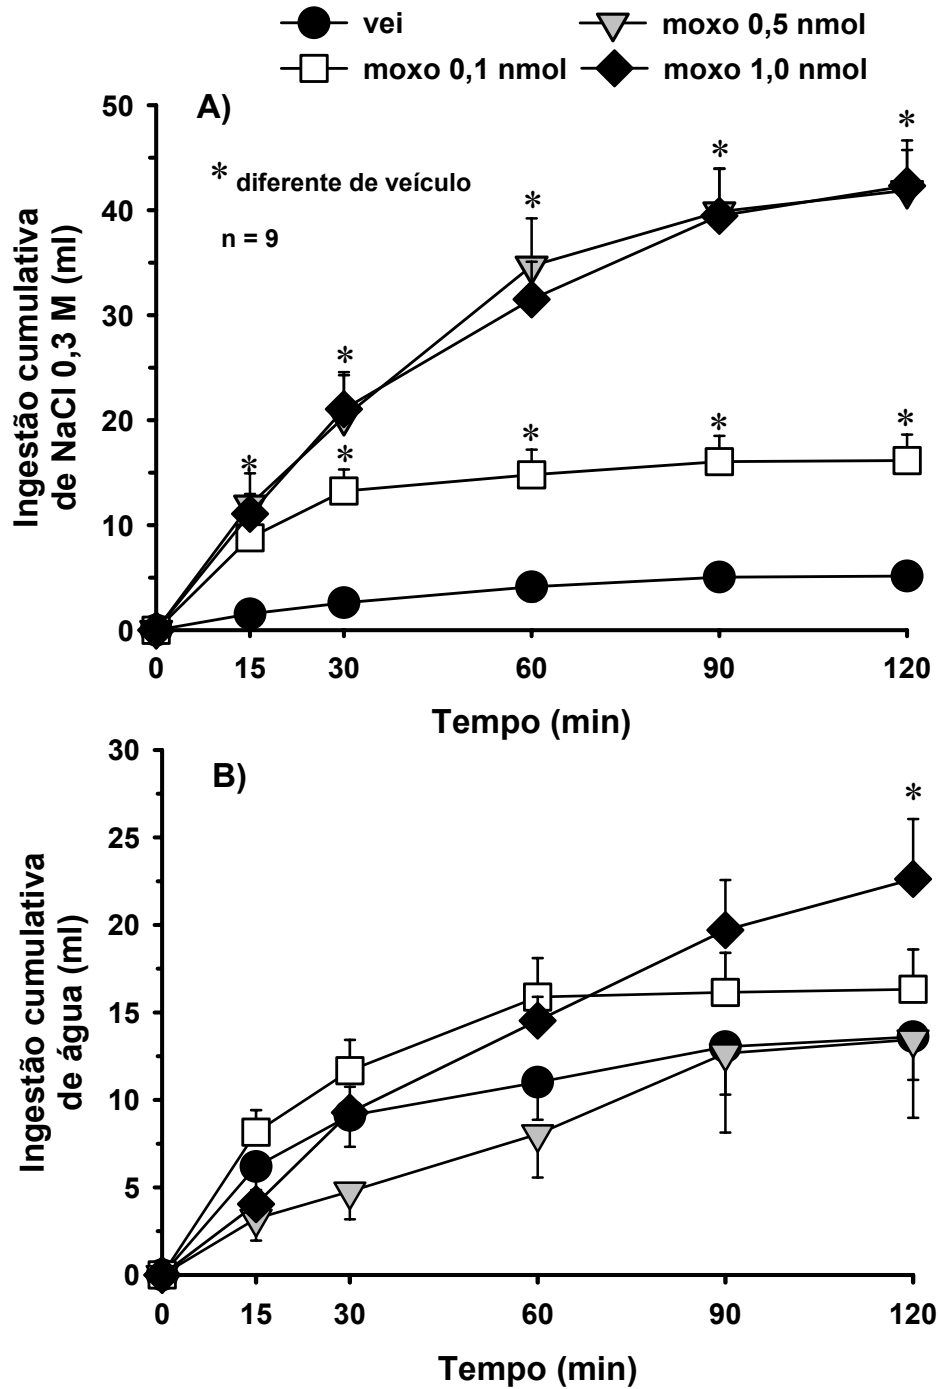 vei
moxo 0,5 nmol
moxo 0,1 nmol
moxo 1,0 nmol
A)
* diferente de veículo
n = 9
Ingestão cumulativa
de NaCl 0,3 M (ml)
50
40
30
20
10
0
* * * * *
* * * *
0 15 30 60 90 120
Tempo (min)
B)
Ingestão cumulativa
de água (ml)
30
25
20
15
10
5
0
*
0 15 30 60 90 120
Tempo (min)